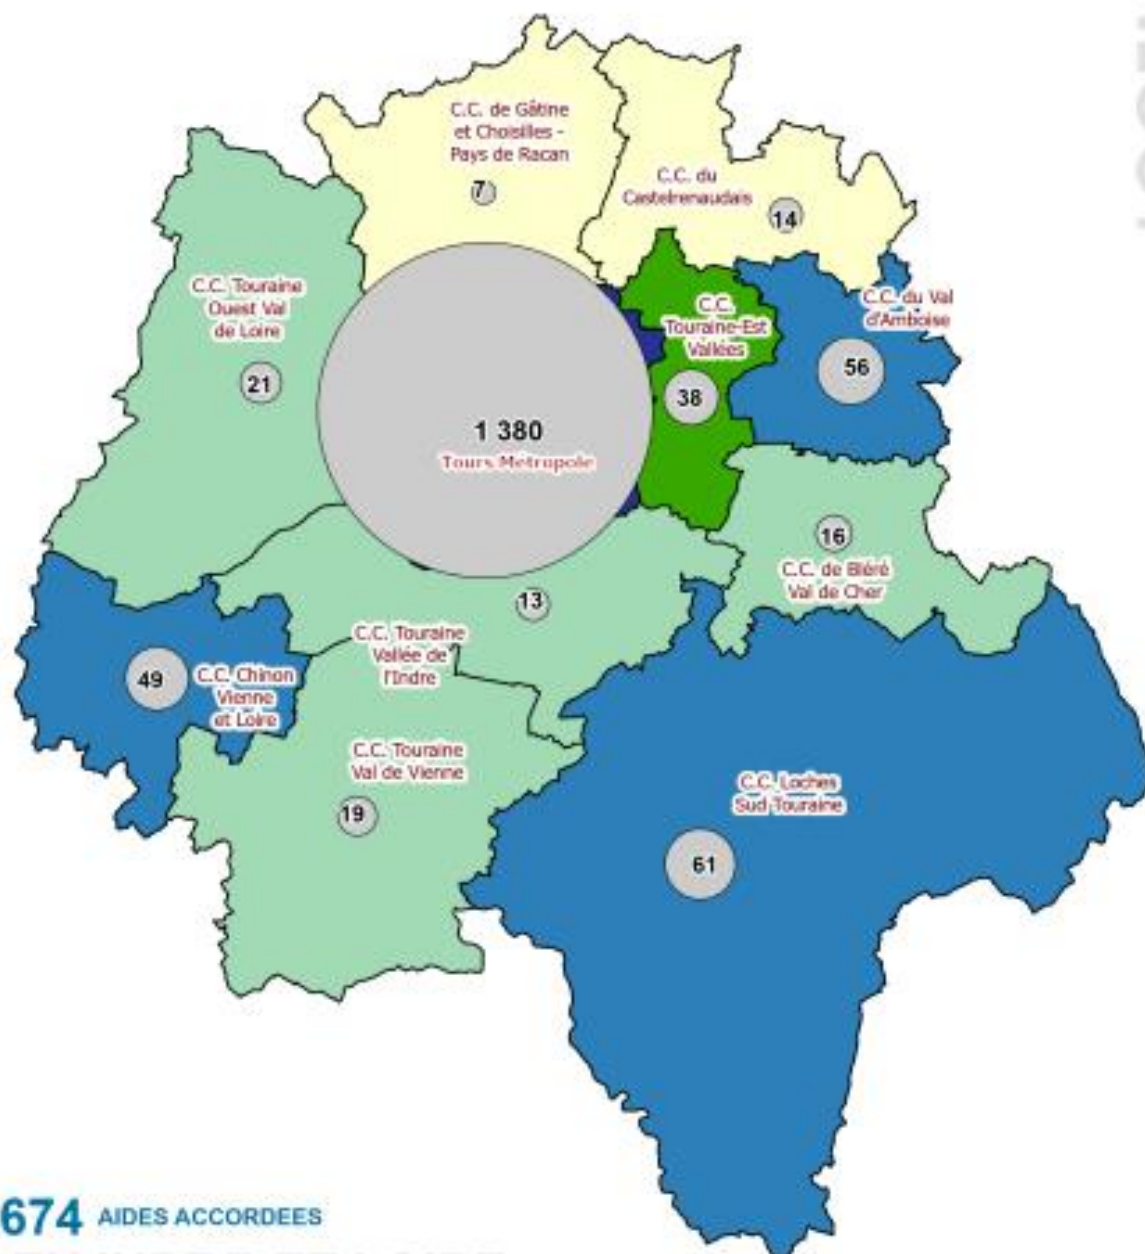 C.C. de Gâtine
et Choisilles -
Pays de Racan
7
C.C. du
Castelrenaudais
14
C.C. Touraine
Ouest Val
de Loire
21
C.C.
Touraine-Est
Vallées
38
C.C. du Val
d'Amboise
56
1 380
Tours Métropole
16
C.C. de Bléré
Val de Cher
13
C.C. Touraine
Vallée de
l'Indre
49
C.C. Chinon
Vienne
et Loire
C.C. Touraine
Val de Vienne
19
C.C. Loches
Sud Touraine
61
674 AIDES ACCORDEES